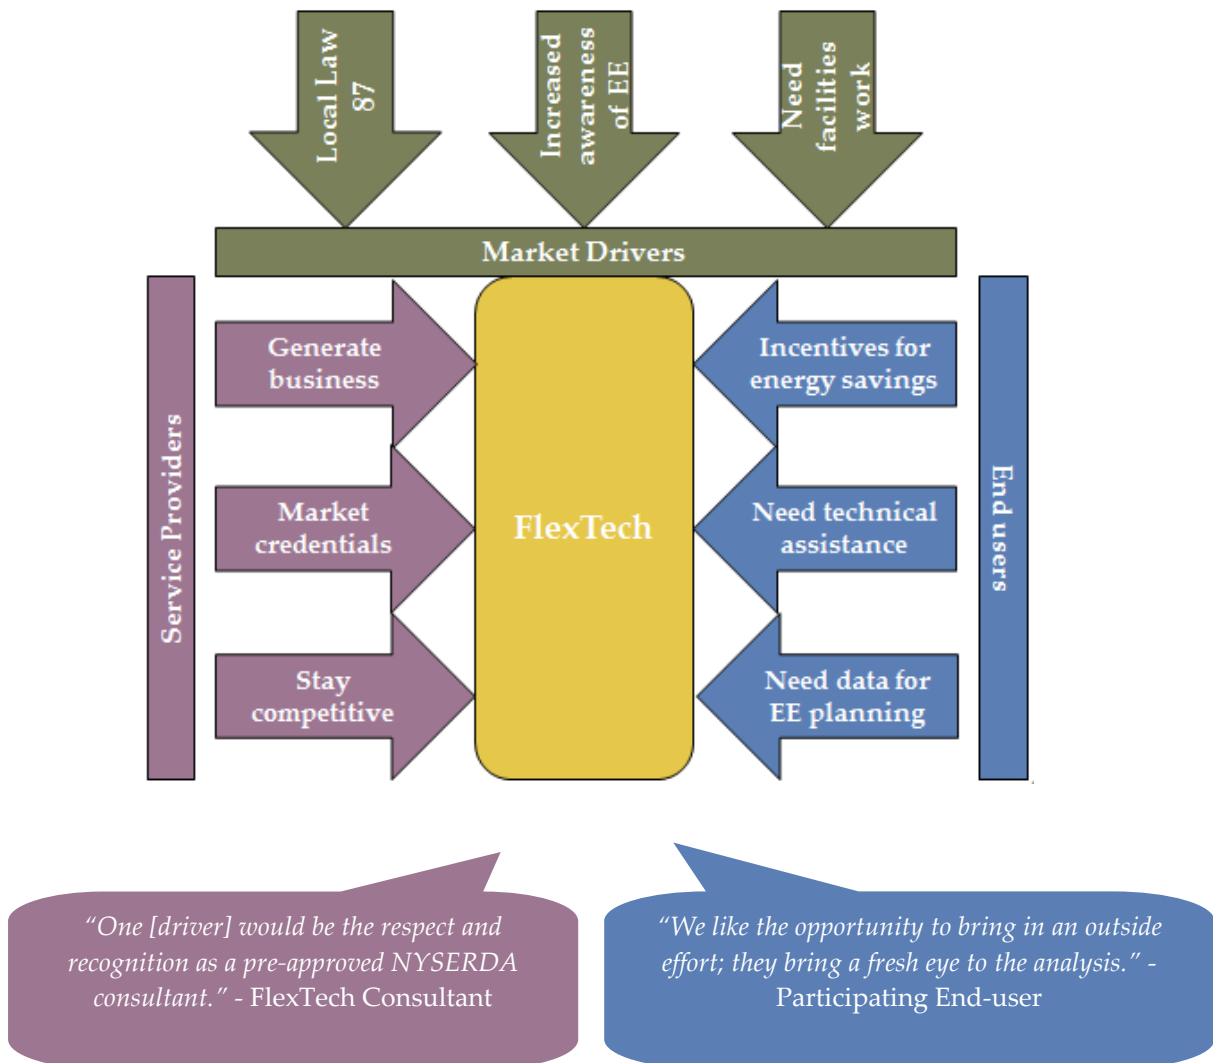 Local Law
87
Increased
awareness
of EE
Need
facilities
work
Market Drivers
Service Providers
Generate
business
Market
credentials
Stay
competitive
FlexTech
Incentives for
energy savings
Need technical
assistance
Need data for
EE planning
End users
“One [driver] would be the respect and
recognition as a pre-approved NYSERDA
consultant.” - FlexTech Consultant
“We like the opportunity to bring in an outside
effort; they bring a fresh eye to the analysis.” -
Participating End-user